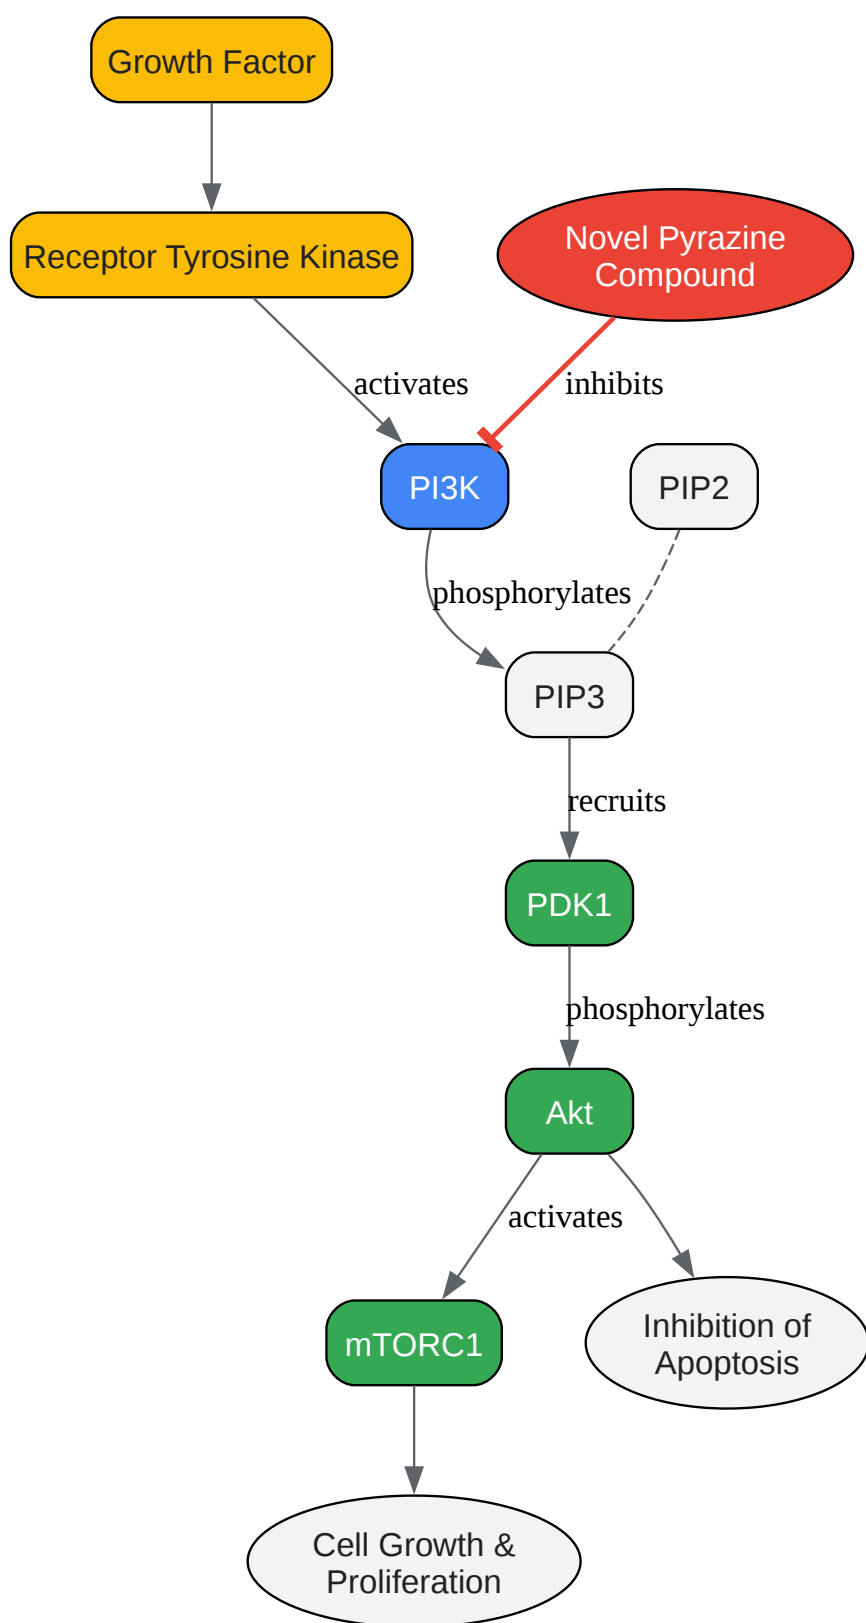 Growth Factor
Receptor Tyrosine Kinase
Novel Pyrazine
Compound
activates
inhibits
PI3K
PIP2
phosphorylates
PIP3
recruits
PDK1
phosphorylates
Akt
activates
mTORC1
Inhibition of
Apoptosis
Cell Growth &
Proliferation